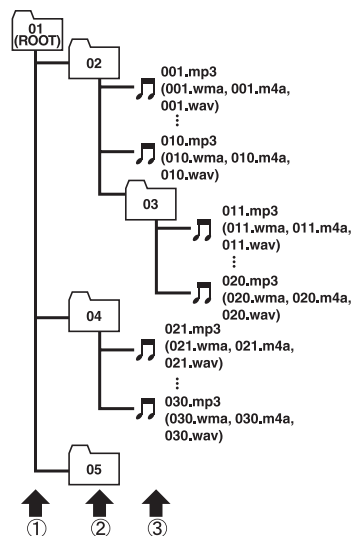 01
(ROOT)
02
001.mp3
(001.wma, 001.m4a,
001.wav)
010.mp3
(010.wma, 010.m4a,
010.wav)
03
011.mp3
(011.wma, 011.m4a,
011.wav)
020.mp3
(020.wma, 020.m4a,
020.wav)
04
021.mp3
(021.wma, 021.m4a,
021.wav)
030.mp3
(030.wma, 030.m4a,
030.wav)
05
① ② ③